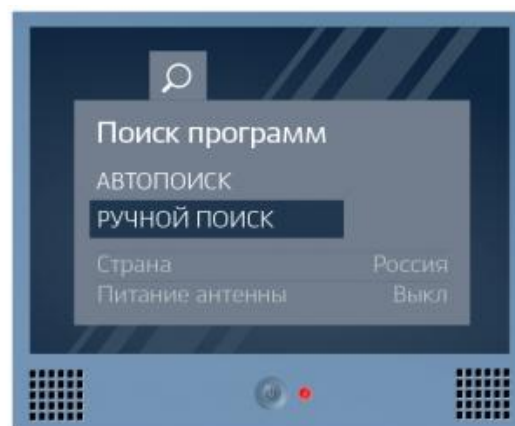 Поиск программ
АВТОПОИСК
РУЧНОЙ ПОИСК
Страна Россия
Питание антенны Выкл